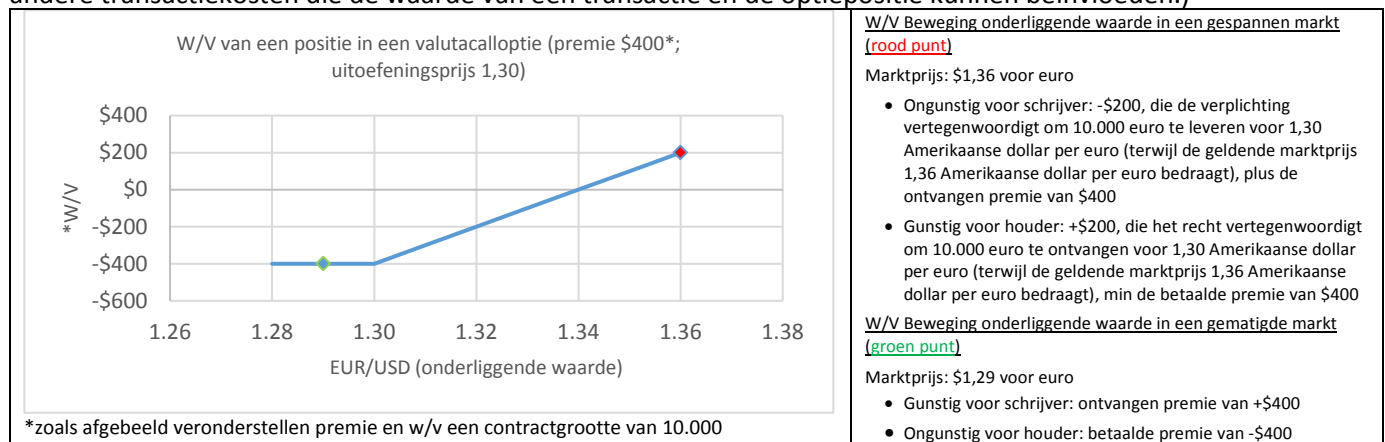 andere transactiekosten die de waarde van een transactie en de optiepositie kunnen beïnvloeden.)
W/V van een positie in een valutacalloptie (premie $400*;
uitoefeningsprijs 1,30)
$400
$200
$0
-$200
-$400
-$600
*W/V
1.26 1.28 1.30 1.32 1.34 1.36 1.38
EUR/USD (onderliggende waarde)
*zoals afgebeeld veronderstellen premie en w/v een contractgrootte van 10.000
W/V Beweging onderliggende waarde in een gespannen markt
(rood punt)
Marktprijs: $1,36 voor euro
• Ongunstig voor schrijver: -$200, die de verplichting
vertegenwoordigt om 10.000 euro te leveren voor 1,30
Amerikaanse dollar per euro (terwijl de geldende marktprijs
1,36 Amerikaanse dollar per euro bedraagt), plus de
ontvangen premie van $400
• Gunstig voor houder: +$200, die het recht vertegenwoordigt
om 10.000 euro te ontvangen voor 1,30 Amerikaanse dollar
per euro (terwijl de geldende marktprijs 1,36 Amerikaanse
dollar per euro bedraagt), min de betaalde premie van $400
W/V Beweging onderliggende waarde in een gematigde markt
(groen punt)
Marktprijs: $1,29 voor euro
• Gunstig voor schrijver: ontvangen premie van +$400
• Ongunstig voor houder: betaalde premie van -$400